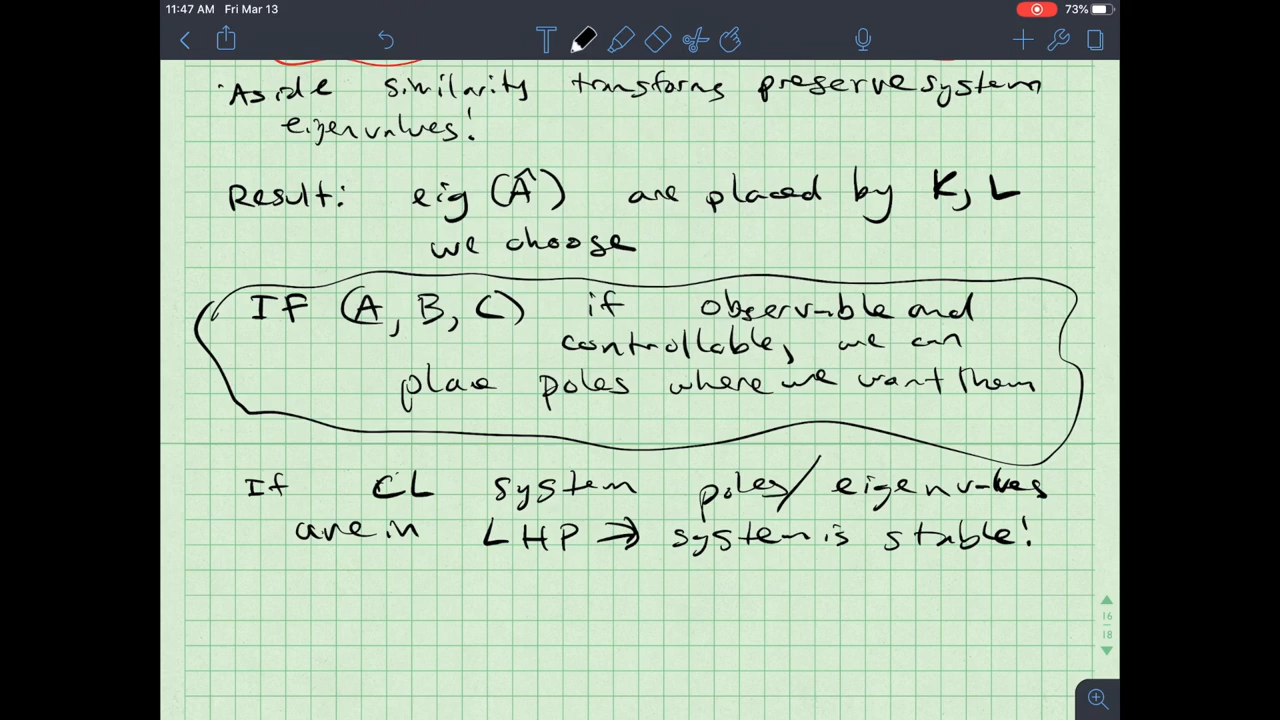 11:47 AM Fri Mar 13
73%
T
·Aside similarity transforms preserve system
eigenvalues!
Result: eig (Â) are placed by K, L
we choose
IF (A, B, C) if observable and
controllable, we can
place poles where we want them
If CL system poles/eigenvalues
are in LHP → system is stable!
16
18